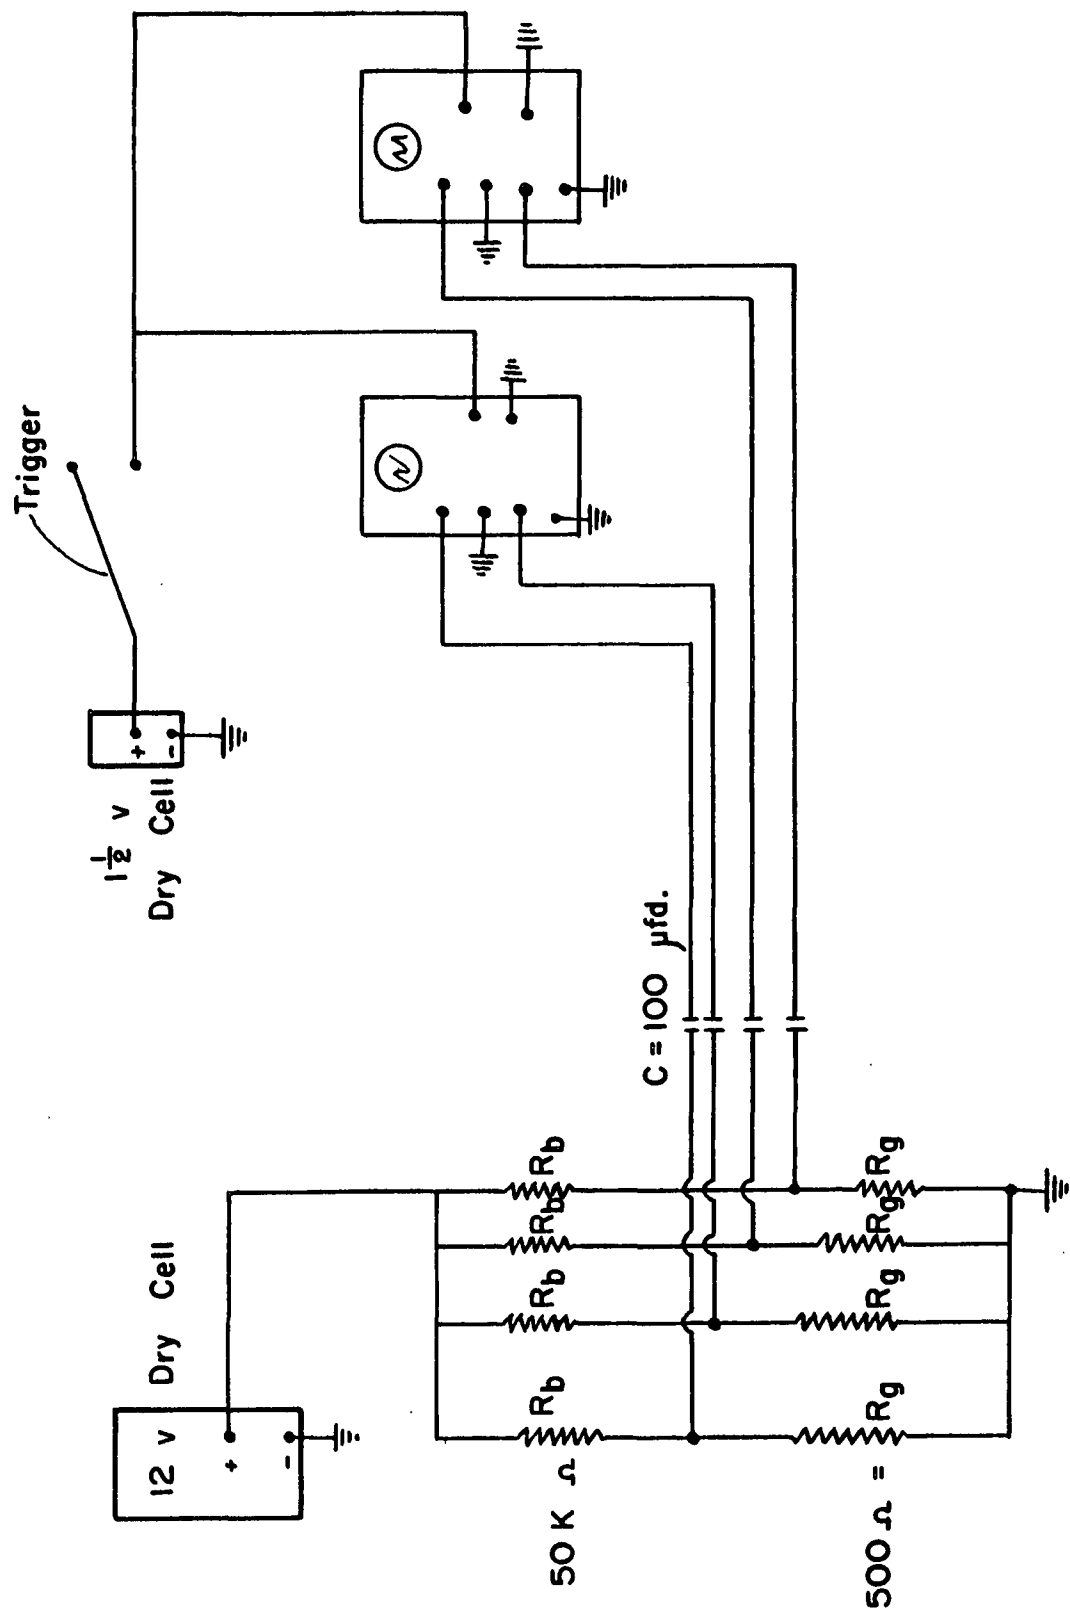 Trigger
1½ v
Dry Cell
+
-
12 v Dry Cell
+
-
C = 100 µfd.
50 K Ω
Rb
Rb
Rb
Rb
500 Ω =
Rg
Rg
Rg
Rg